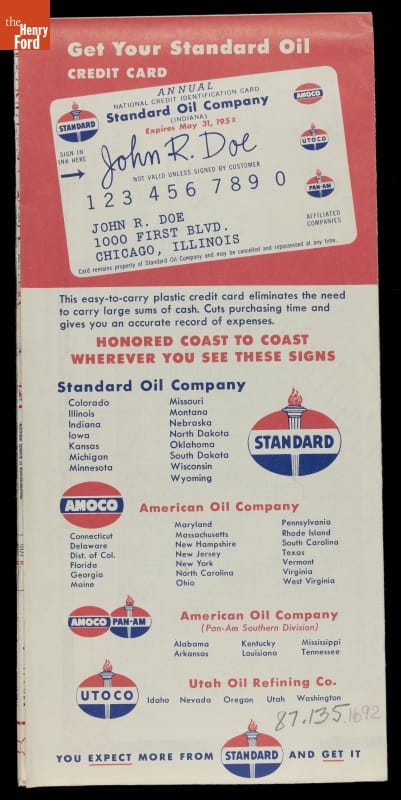 the
Henry
Ford
Get Your Standard Oil
CREDIT CARD
ANNUAL
NATIONAL CREDIT IDENTIFICATION CARD
Standard Oil Company
(INDIANA)
Expires May 31, 195X
STANDARD
AMOCO
UTOCO
PAN-AM
SIGN IN
INK HERE
John R. Doe
NOT VALID UNLESS SIGNED BY CUSTOMER
123 456 789 0
JOHN R. DOE
1000 FIRST BLVD.
CHICAGO, ILLINOIS
AFFILIATED
COMPANIES
Card remains property of Standard Oil Company and may be cancelled and repossessed at any time.
This easy-to-carry plastic credit card eliminates the need
to carry large sums of cash. Cuts purchasing time and
gives you an accurate record of expenses.
HONORED COAST TO COAST
WHEREVER YOU SEE THESE SIGNS
Standard Oil Company
Colorado
Illinois
Indiana
Iowa
Kansas
Michigan
Minnesota
Missouri
Montana
Nebraska
North Dakota
Oklahoma
South Dakota
Wisconsin
Wyoming
STANDARD
AMOCO
American Oil Company
Connecticut
Delaware
Dist. of Col.
Florida
Georgia
Maine
Maryland
Massachusetts
New Hampshire
New Jersey
New York
North Carolina
Ohio
Pennsylvania
Rhode Island
South Carolina
Texas
Vermont
Virginia
West Virginia
AMOCO PAN-AM
American Oil Company
(Pan-Am Southern Division)
Alabama
Arkansas
Kentucky
Louisiana
Mississippi
Tennessee
UTOCO
Utah Oil Refining Co.
Idaho Nevada Oregon Utah Washington
87.135.1692
YOU EXPECT MORE FROM STANDARD AND GET IT